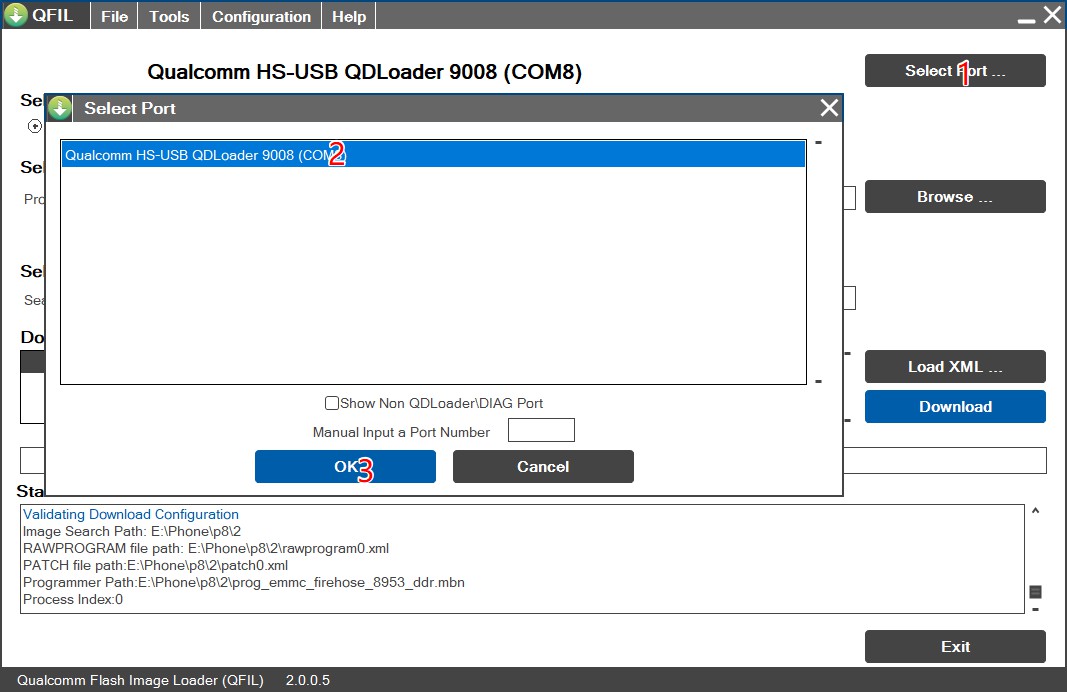 QFIL File Tools Configuration Help
Qualcomm HS-USB QDLoader 9008 (COM8)
Select Port ...
1
Se
Select Port
Qualcomm HS-USB QDLoader 9008 (COM8)
2
Sel
Pro
Browse ...
Sel
Sea
Do
Load XML ...
Download
Show Non QDLoader\DIAG Port
Manual Input a Port Number
OK
3
Cancel
Sta
Validating Download Configuration
Image Search Path: E:\Phone\p8\2
RAWPROGRAM file path: E:\Phone\p8\2\rawprogram0.xml
PATCH file path:E:\Phone\p8\2\patch0.xml
Programmer Path:E:\Phone\p8\2\prog_emmc_firehose_8953_ddr.mbn
Process Index:0
Exit
Qualcomm Flash Image Loader (QFIL) 2.0.0.5